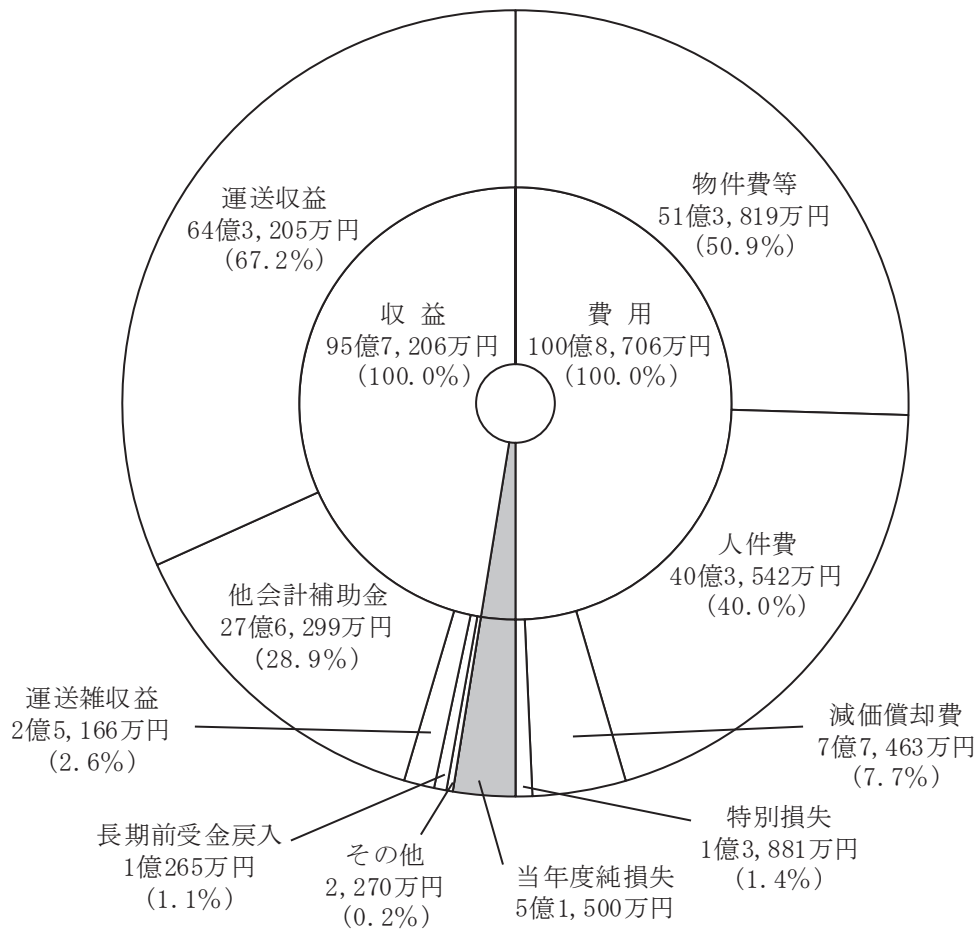 運送収益
64億3,205万円
(67.2%)
物件費等
51億3,819万円
(50.9%)
収 益
95億7,206万円
(100.0%)
費 用
100億8,706万円
(100.0%)
人件費
40億3,542万円
(40.0%)
他会計補助金
27億6,299万円
(28.9%)
運送雑収益
2億5,166万円
(2.6%)
減価償却費
7億7,463万円
(7.7%)
長期前受金戻入
1億265万円
(1.1%)
その他
2,270万円
(0.2%)
当年度純損失
5億1,500万円
特別損失
1億3,881万円
(1.4%)